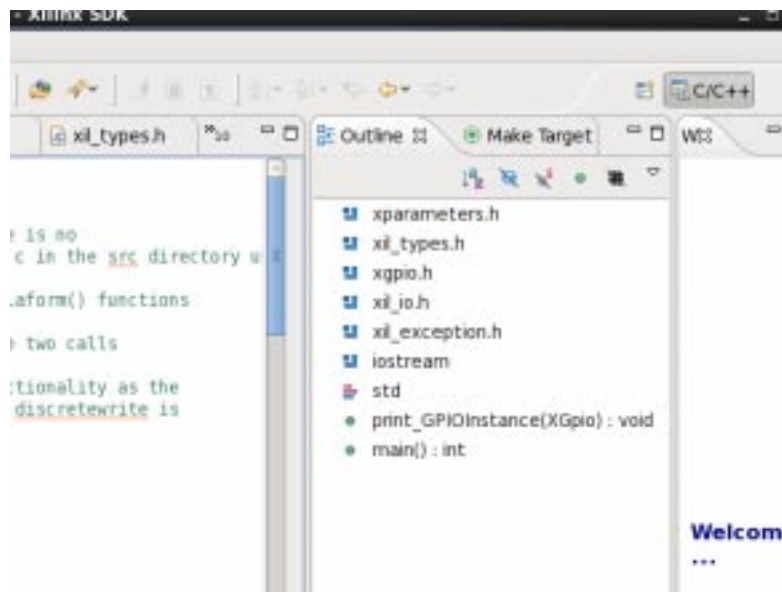 - Xilinx SDK
C/C++
xil_types.h
»10
Outline
Make Target
W
is no
c in the src directory u
aform() functions
two calls
tionality as the
discretewrite is
xparameters.h
xil_types.h
xgpio.h
xil_io.h
xil_exception.h
iostream
std
print_GPIOInstance(XGpio) : void
main() : int
Welcom
...